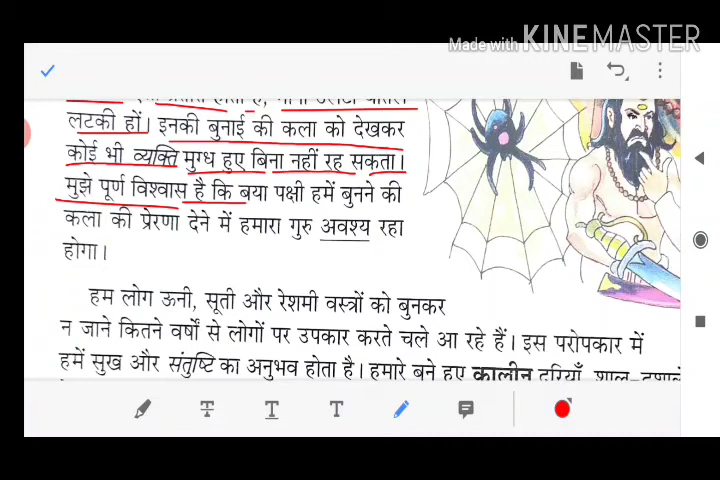 Made with KINEMASTER
लटकी हों। इनकी बुनाई की कला को देखकर
कोई भी व्यक्ति मुग्ध हुए बिना नहीं रह सकता।
मुझे पूर्ण विश्वास है कि बया पक्षी हमें बुनने की
कला की प्रेरणा देने में हमारा गुरु अवश्य रहा
होगा।
हम लोग ऊनी, सूती और रेशमी वस्त्रों को बुनकर
न जाने कितने वर्षों से लोगों पर उपकार करते चले आ रहे हैं। इस परोपकार में
हमें सुख और संतुष्टि का अनुभव होता है। हमारे बने हुए कालीन दरियाँ, शाल-दुशाले
T T T